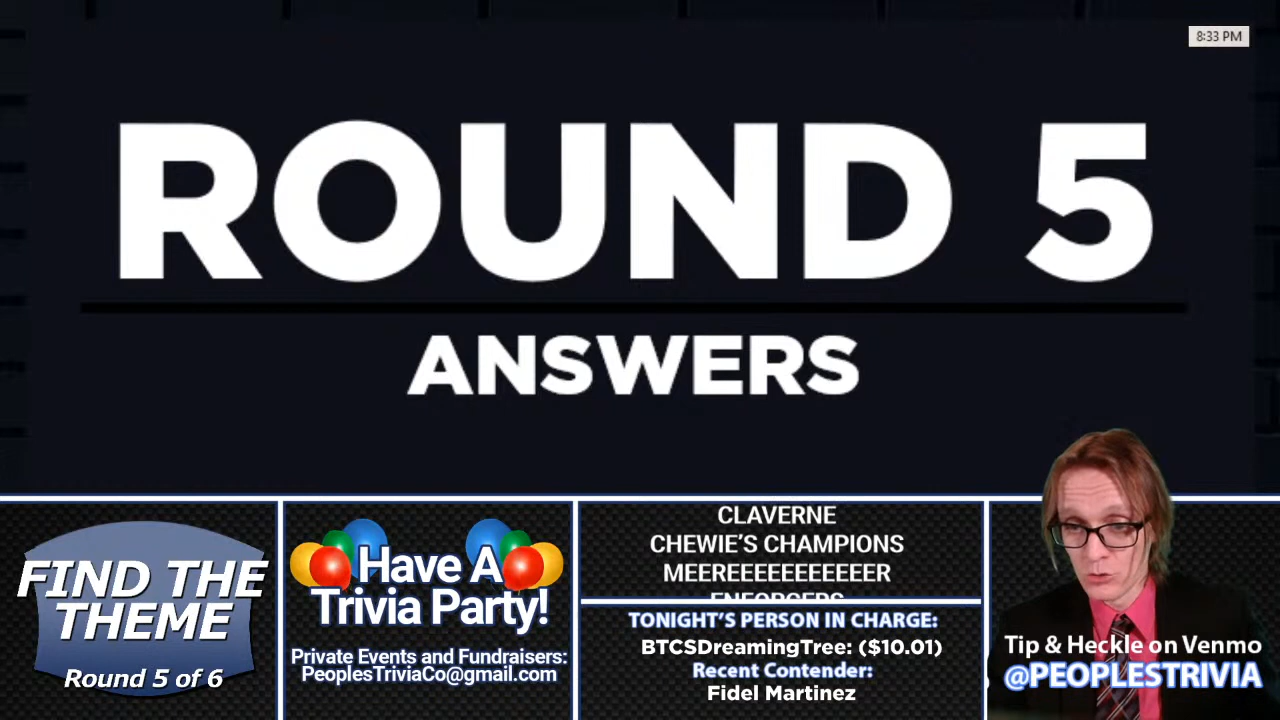 8:33 PM
ROUND 5
ANSWERS
FIND THE
THEME
Round 5 of 6
Have A
Trivia Party!
Private Events and Fundraisers:
PeoplesTriviaCo@gmail.com
CLAVERNE
CHEWIE'S CHAMPIONS
MEEREEEEEEEEEER
ENFORCERS
TONIGHT'S PERSON IN CHARGE:
BTCSDreamingTree: ($10.01)
Recent Contender:
Fidel Martinez
Tip & Heckle on Venmo
@PEOPLESTRIVIA